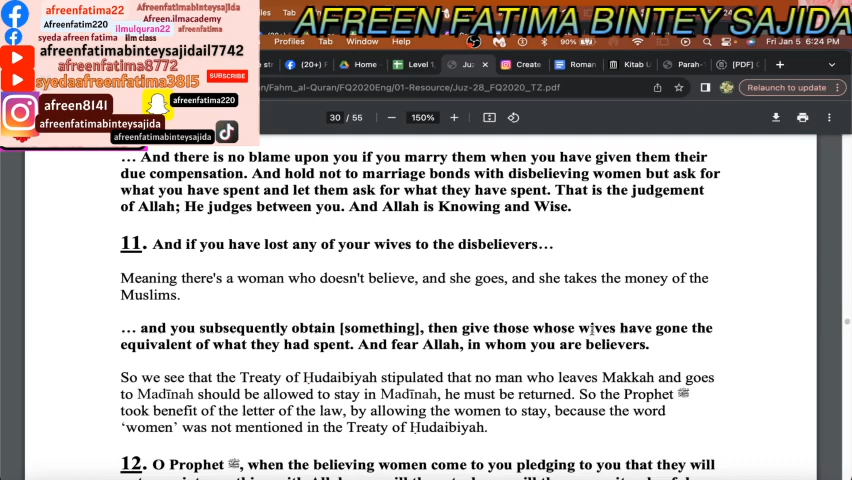 afreenfatima22
Afreenfatimabinteysajida
Afreen.ilmacademy
Afreenfatima220
ilmulquran22
afreenfatima
syeda afreen fatima
ilm class
afreenfatimabinteysajidail7742
afreenfatima8772
syedaafreenfatima3815
SUBSCRIBE
afreen8141
afreenfatima220
afreenfatimabinteysajida
afreenfatimabinteysajida
AFREEN FATIMA BINTEY SAJIDA
Profiles Tab Window Help
90%
Fri Jan 5 6:24 PM
(20+) F
Home
Level 1.
Juz-
Create
Roman
Kitab U
Parah-
[PDF] (
an/Fahm_al-Quran/FQ2020Eng/01-Resource/Juz-28_FQ2020_TZ.pdf
Relaunch to update
30 / 55
150%
… And there is no blame upon you if you marry them when you have given them their
due compensation. And hold not to marriage bonds with disbelieving women but ask for
what you have spent and let them ask for what they have spent. That is the judgement
of Allah; He judges between you. And Allah is Knowing and Wise.
11. And if you have lost any of your wives to the disbelievers…
Meaning there's a woman who doesn't believe, and she goes, and she takes the money of the
Muslims.
… and you subsequently obtain [something], then give those whose wives have gone the
equivalent of what they had spent. And fear Allah, in whom you are believers.
So we see that the Treaty of Ḥudaibiyah stipulated that no man who leaves Makkah and goes
to Madīnah should be allowed to stay in Madīnah, he must be returned. So the Prophet ﷺ
took benefit of the letter of the law, by allowing the women to stay, because the word
‘women’ was not mentioned in the Treaty of Ḥudaibiyah.
12. O Prophet ﷺ, when the believing women come to you pledging to you that they will